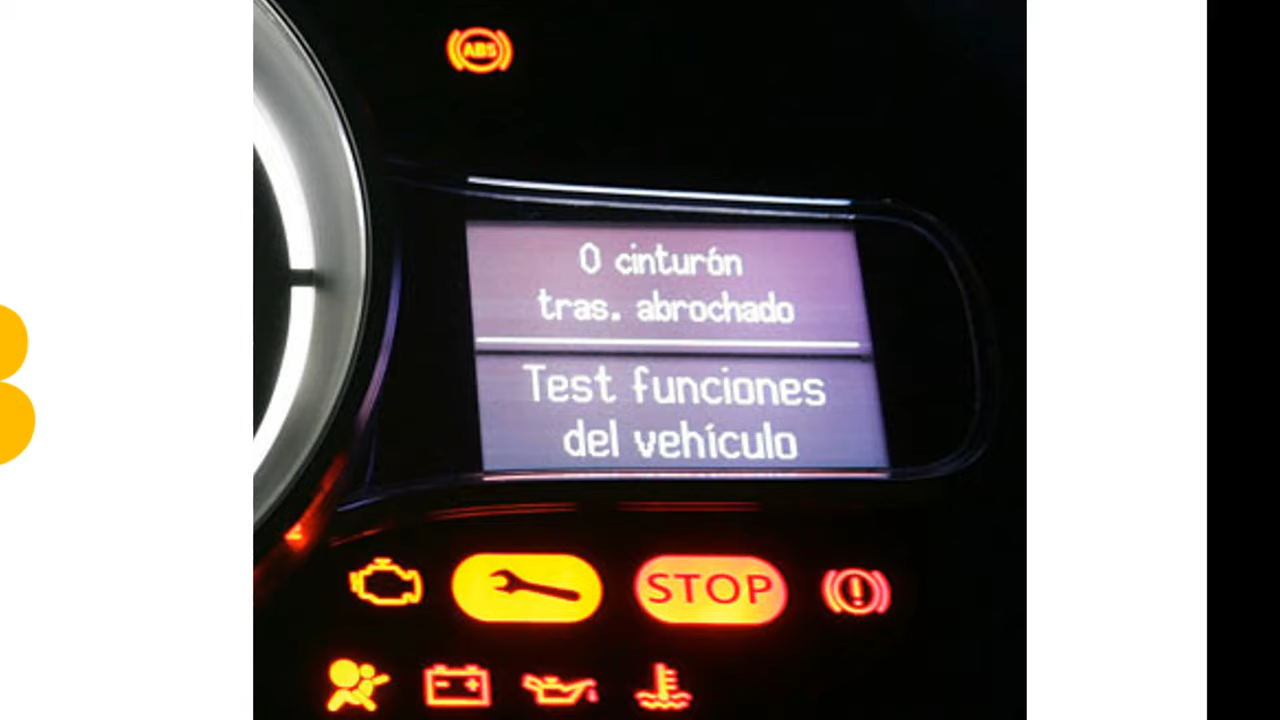 ABS
0 cinturón
tras. abrochado
Test funciones
del vehículo
STOP